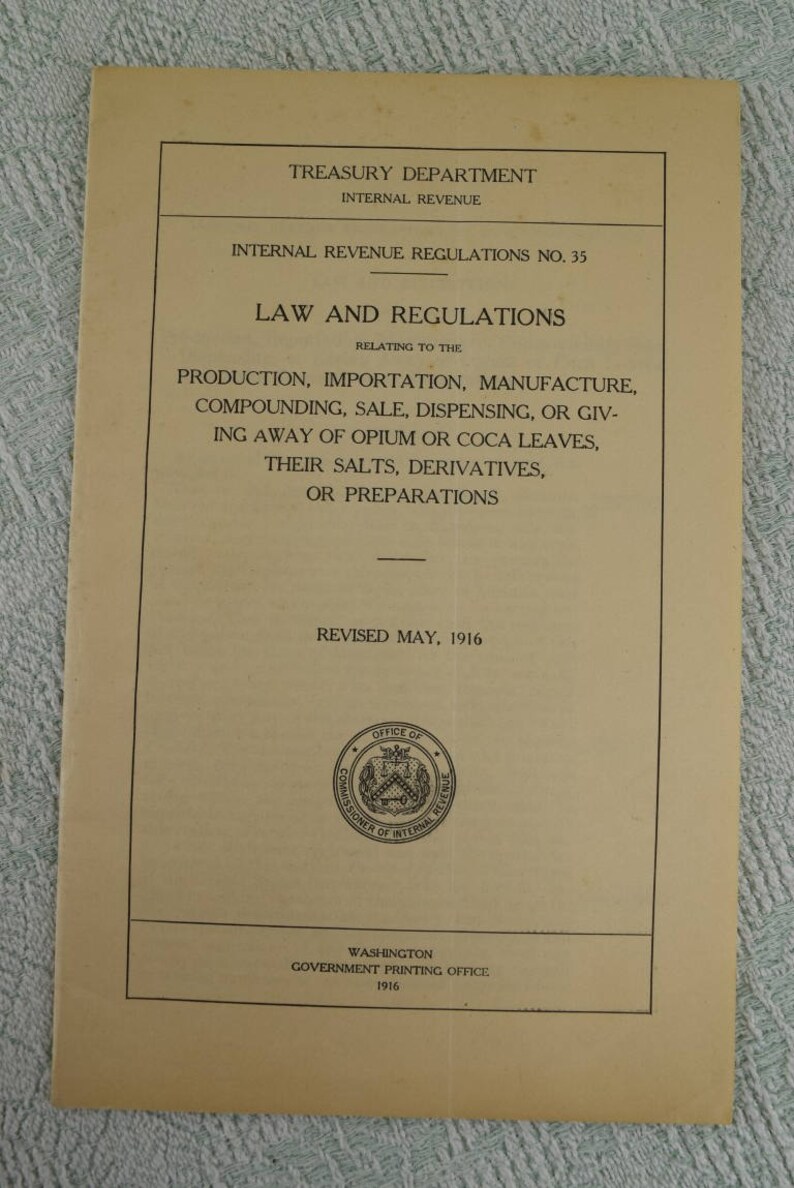 TREASURY DEPARTMENT
INTERNAL REVENUE
INTERNAL REVENUE REGULATIONS NO. 35
LAW AND REGULATIONS
RELATING TO THE
PRODUCTION, IMPORTATION, MANUFACTURE,
COMPOUNDING, SALE, DISPENSING, OR GIV-
ING AWAY OF OPIUM OR COCA LEAVES,
THEIR SALTS, DERIVATIVES,
OR PREPARATIONS
REVISED MAY, 1916
OFFICE OF
COMMISSIONER OF INTERNAL REVENUE
WASHINGTON
GOVERNMENT PRINTING OFFICE
1916